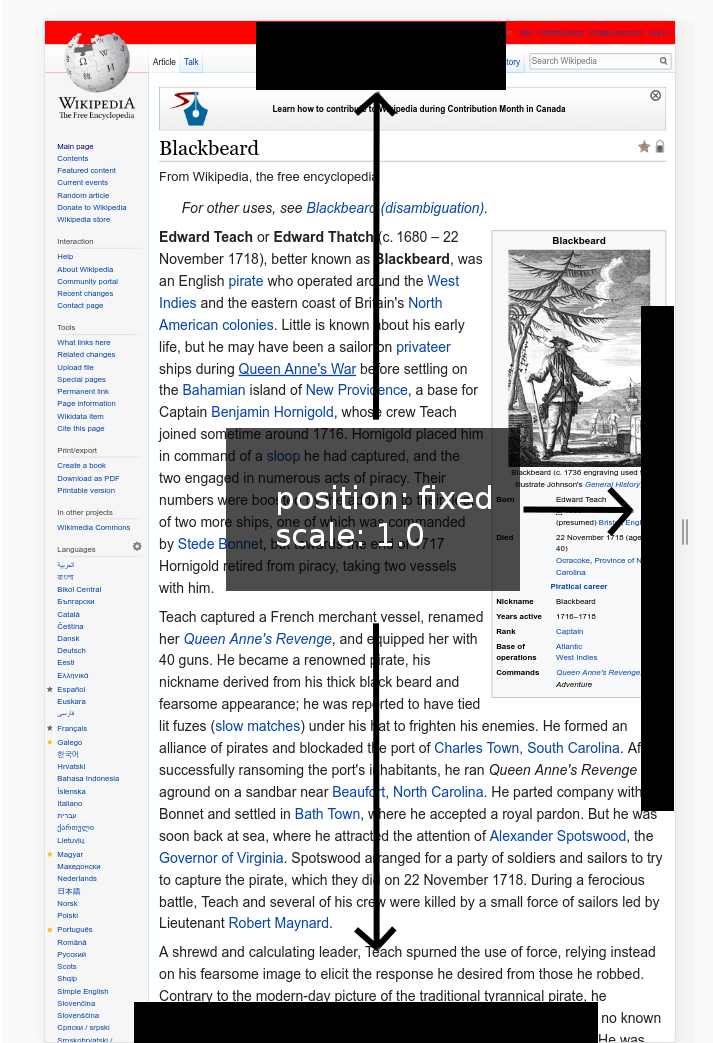 Talk Contributions Create account Log in
WIKIPEDIA
The Free Encyclopedia
Article Talk
Search Wikipedia
Learn how to contribute to Wikipedia during Contribution Month in Canada
Main page
Contents
Featured content
Current events
Random article
Donate to Wikipedia
Wikipedia store
Interaction
Help
About Wikipedia
Community portal
Recent changes
Contact page
Tools
What links here
Related changes
Upload file
Special pages
Permanent link
Page information
Wikidata item
Cite this page
Print/export
Create a book
Download as PDF
Printable version
In other projects
Wikimedia Commons
Languages
العربية
বাংলা
Bikol Central
Български
Català
Čeština
Dansk
Deutsch
Eesti
Ελληνικά
Español
Euskara
فارسی
Français
Galego
한국어
Hrvatski
Bahasa Indonesia
Íslenska
Italiano
עברית
ქართული
Lietuvių
Magyar
Македонски
Nederlands
日本語
Norsk
Polski
Português
Română
Русский
Scots
Shqip
Simple English
Slovenčina
Slovenščina
Српски / srpski
Srpskohrvatski /
Blackbeard
From Wikipedia, the free encyclopedia
For other uses, see Blackbeard (disambiguation).
Edward Teach or Edward Thatch (c. 1680 – 22
November 1718), better known as Blackbeard, was
an English pirate who operated around the West
Indies and the eastern coast of Britain's North
American colonies. Little is known about his early
life, but he may have been a sailor on privateer
ships during Queen Anne's War before settling on
the Bahamian island of New Providence, a base for
Captain Benjamin Hornigold, whose crew Teach
joined sometime around 1716. Hornigold placed him
in command of a sloop he had captured, and the
two engaged in numerous acts of piracy. Their
numbers were boosted by the addition to their fleet
of two more ships, one of which was commanded
by Stede Bonnet, but towards the end of 1717
Hornigold retired from piracy, taking two vessels
with him.
position: fixed
scale: 1.0
Teach captured a French merchant vessel, renamed
her Queen Anne's Revenge, and equipped her with
40 guns. He became a renowned pirate, his
nickname derived from his thick black beard and
fearsome appearance; he was reported to have tied
lit fuzes (slow matches) under his hat to frighten his enemies. He formed an
alliance of pirates and blockaded the port of Charles Town, South Carolina. Af
successfully ransoming the port's inhabitants, he ran Queen Anne's Revenge
aground on a sandbar near Beaufort, North Carolina. He parted company with
Bonnet and settled in Bath Town, where he accepted a royal pardon. But he was
soon back at sea, where he attracted the attention of Alexander Spotswood, the
Governor of Virginia. Spotswood arranged for a party of soldiers and sailors to try
to capture the pirate, which they did on 22 November 1718. During a ferocious
battle, Teach and several of his crew were killed by a small force of sailors led by
Lieutenant Robert Maynard.
A shrewd and calculating leader, Teach spurned the use of force, relying instead
on his fearsome image to elicit the response he desired from those he robbed.
Contrary to the modern-day picture of the traditional tyrannical pirate, he
no known
He was
Blackbeard
Blackbeard (c. 1736 engraving used
illustrate Johnson's General History
Born Edward Teach
(presumed)
Died 22 November 1718 (age
40)
Ocracoke, Province of N
Carolina
Piratical career
Nickname Blackbeard
Years active 1716–1718
Rank Captain
Base of operations Atlantic
West Indies
Commands Queen Anne's Revenge
Adventure